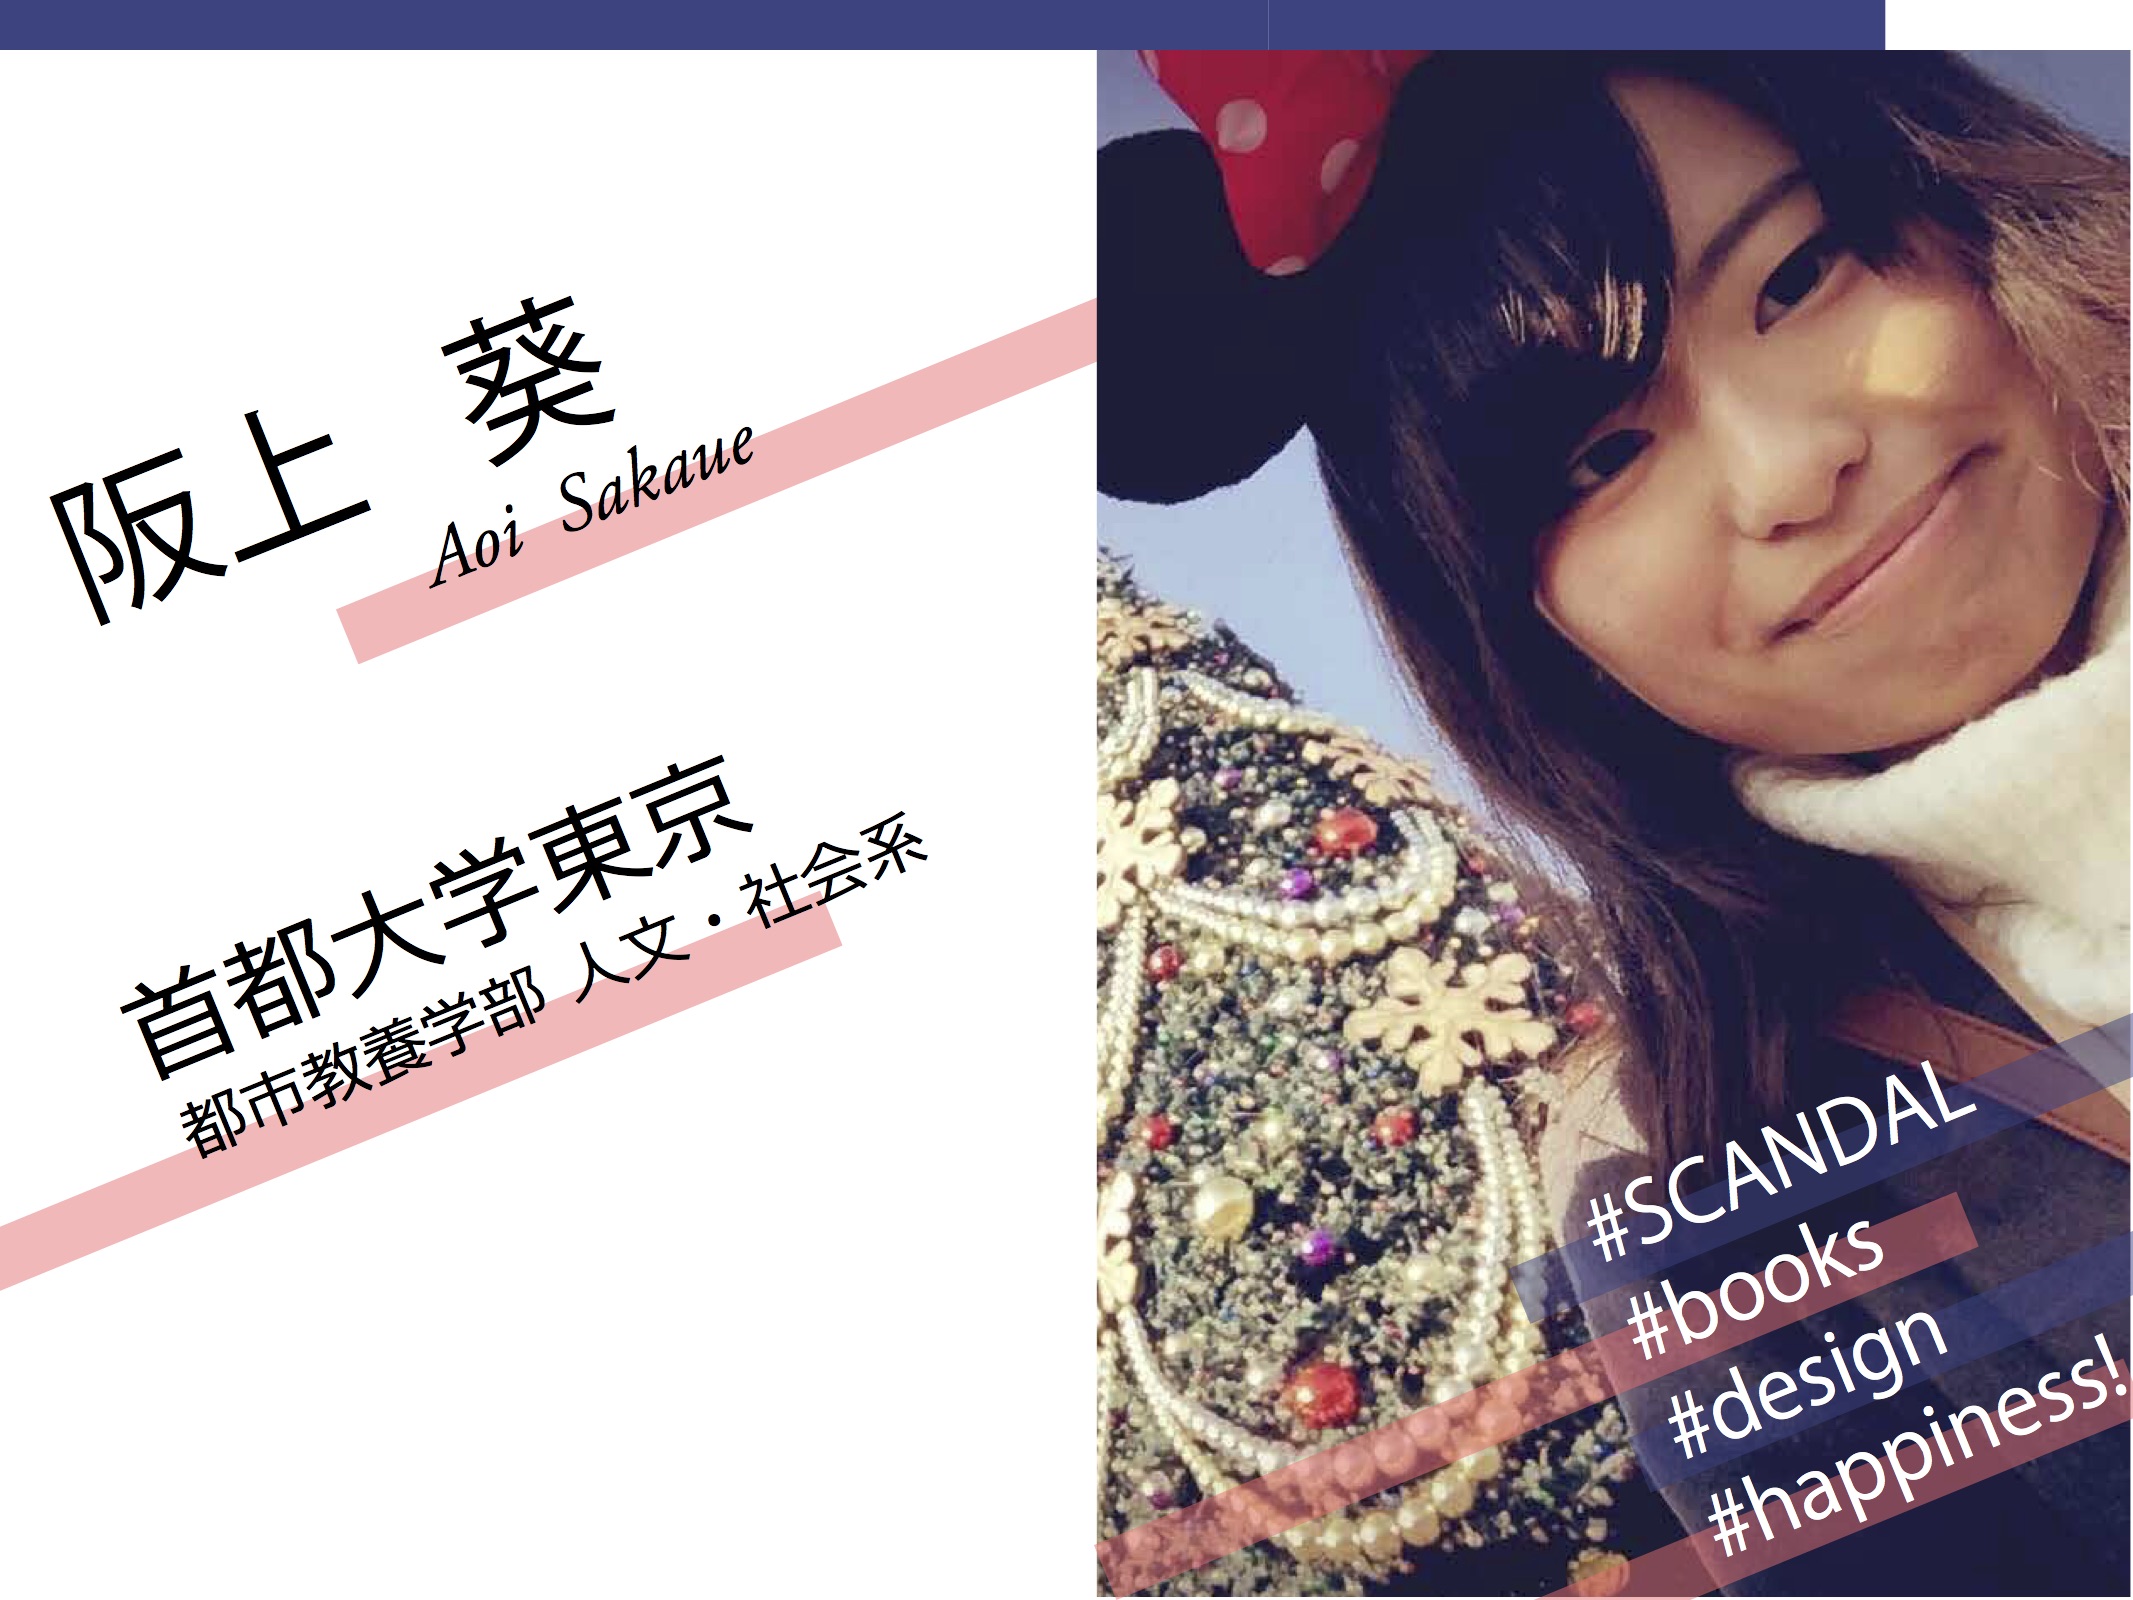 阪上 葵
Aoi Sakaue
首都大学東京
都市教養学部 人文・社会系
#SCANDAL
#books
#design
#happiness!